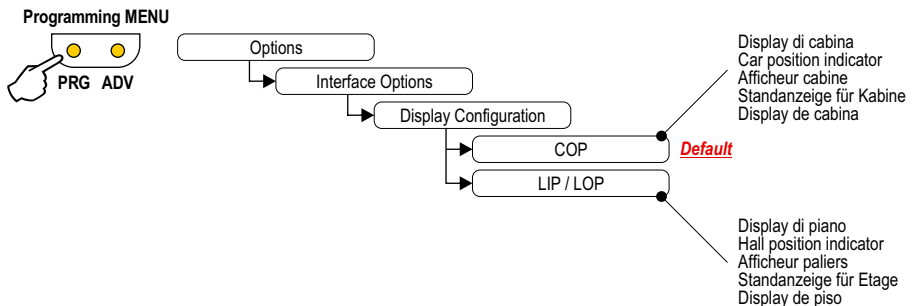 Programming MENU
PRG ADV
Options
Interface Options
Display Configuration
COP
Default
LIP / LOP
Display di cabina
Car position indicator
Afficheur cabine
Standanzeige für Kabine
Display de cabina
Display di piano
Hall position indicator
Afficheur paliers
Standanzeige für Etage
Display de piso